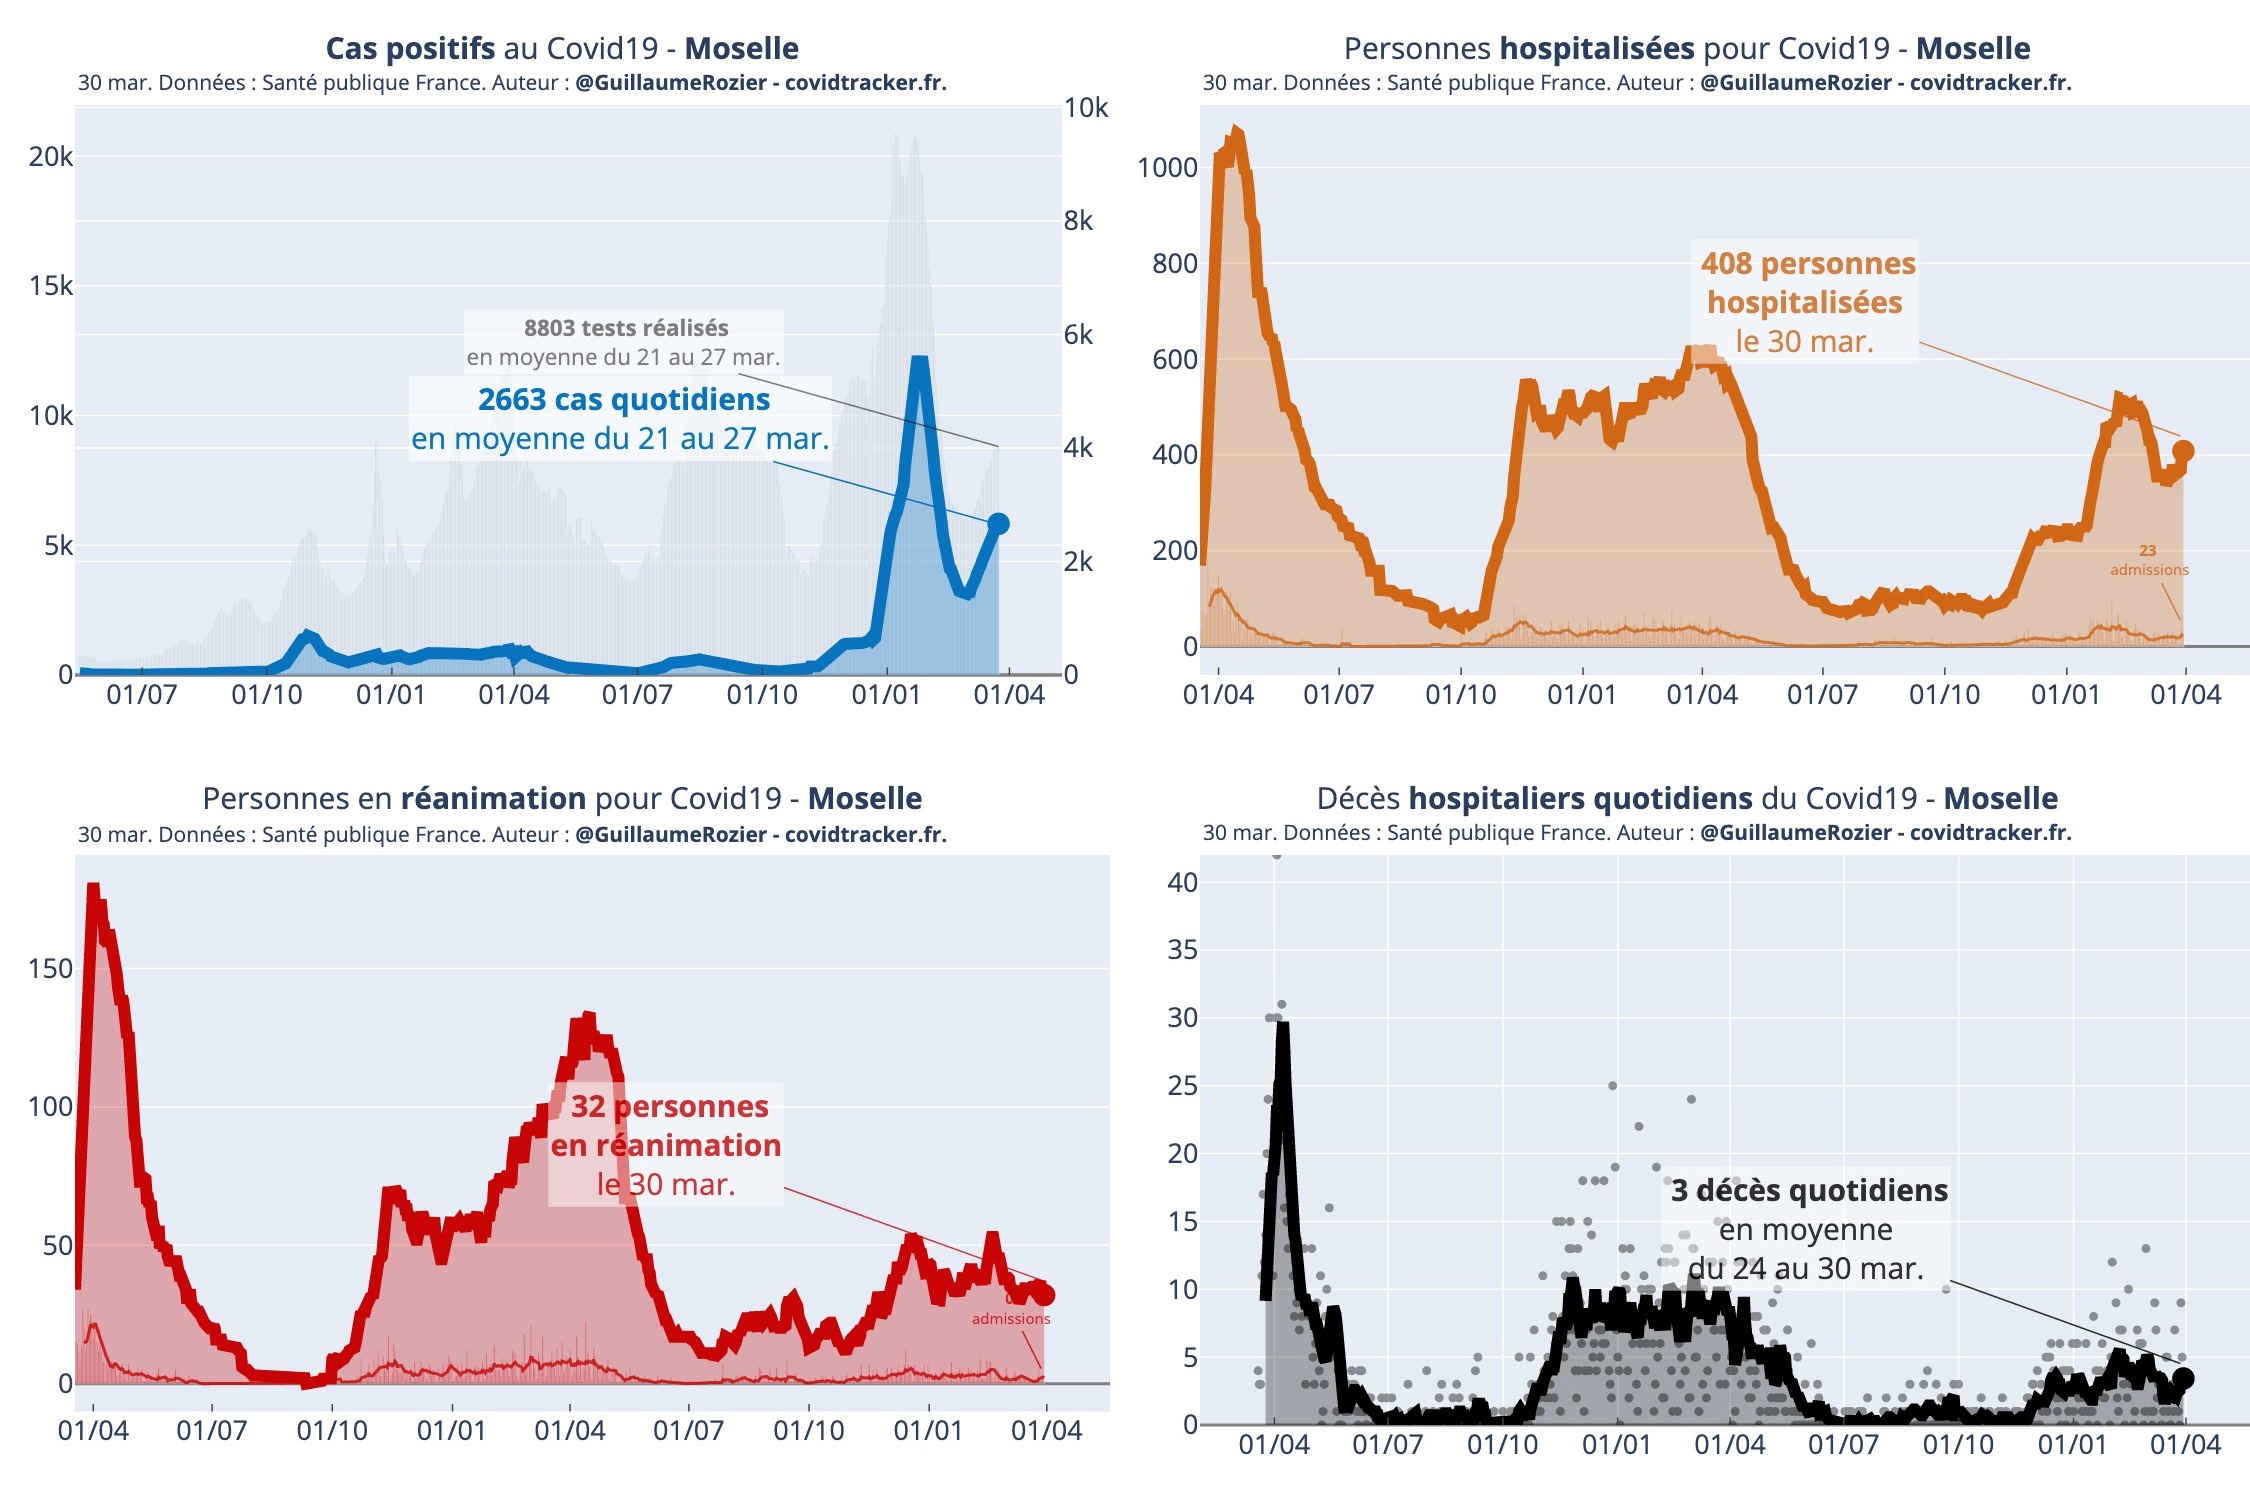 Cas positifs au Covid19 - Moselle
30 mar. Données : Santé publique France. Auteur : @GuillaumeRozier - covidtracker.fr.
20k
15k
10k
5k
0
10k
8k
6k
4k
2k
0
8803 tests réalisés
en moyenne du 21 au 27 mar.
2663 cas quotidiens
en moyenne du 21 au 27 mar.
01/07 01/10 01/01 01/04 01/07 01/10 01/01 01/04
Personnes hospitalisées pour Covid19 - Moselle
30 mar. Données : Santé publique France. Auteur : @GuillaumeRozier - covidtracker.fr.
1000
800
600
400
200
0
408 personnes
hospitalisées
le 30 mar.
23
admissions
01/04 01/07 01/10 01/01 01/04 01/07 01/10 01/01 01/04
Personnes en réanimation pour Covid19 - Moselle
30 mar. Données : Santé publique France. Auteur : @GuillaumeRozier - covidtracker.fr.
150
100
50
0
32 personnes
en réanimation
le 30 mar.
admissions
01/04 01/07 01/10 01/01 01/04 01/07 01/10 01/01 01/04
Décès hospitaliers quotidiens du Covid19 - Moselle
30 mar. Données : Santé publique France. Auteur : @GuillaumeRozier - covidtracker.fr.
40
35
30
25
20
15
10
5
0
3 décès quotidiens
en moyenne
du 24 au 30 mar.
01/04 01/07 01/10 01/01 01/04 01/07 01/10 01/01 01/04